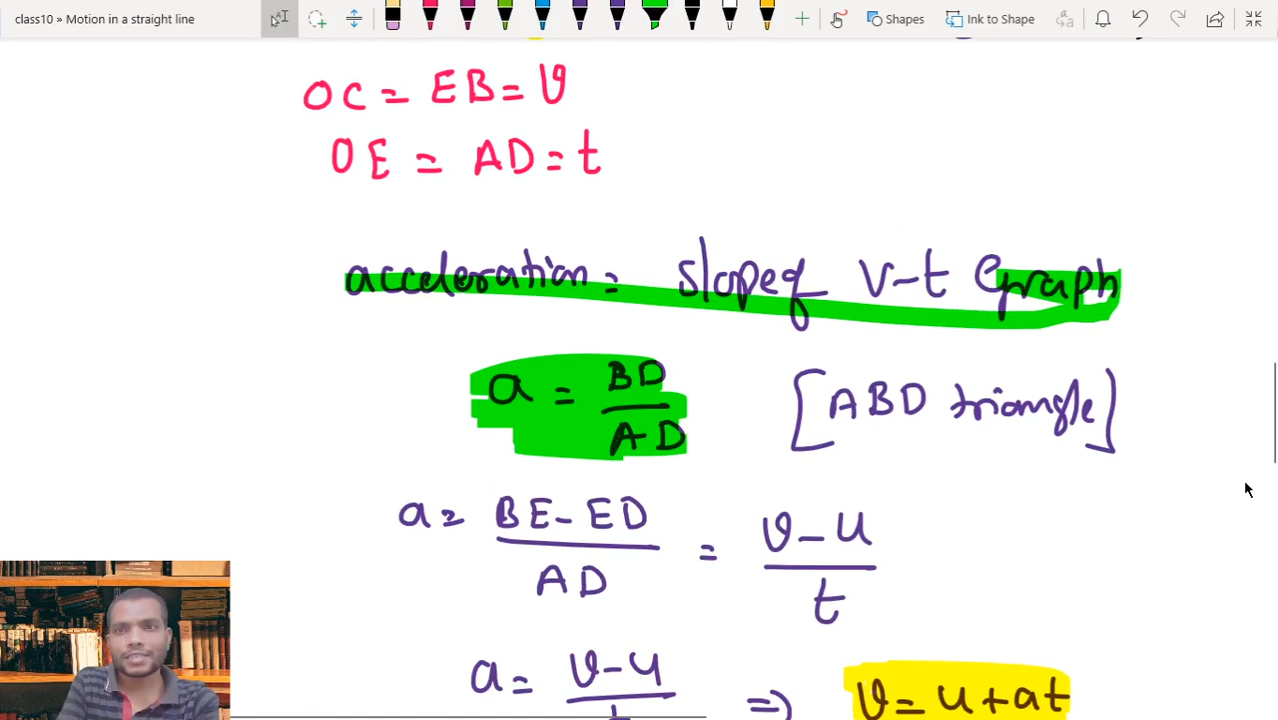 class10 » Motion in a straight line
Shapes
Ink to Shape
OC = EB = v
OE = AD = t
acceleration = slope of v-t Graph
a = BD/AD [ABD triangle]
a = BE-ED/AD = v-u/t
a = v-u/t => v = u+at